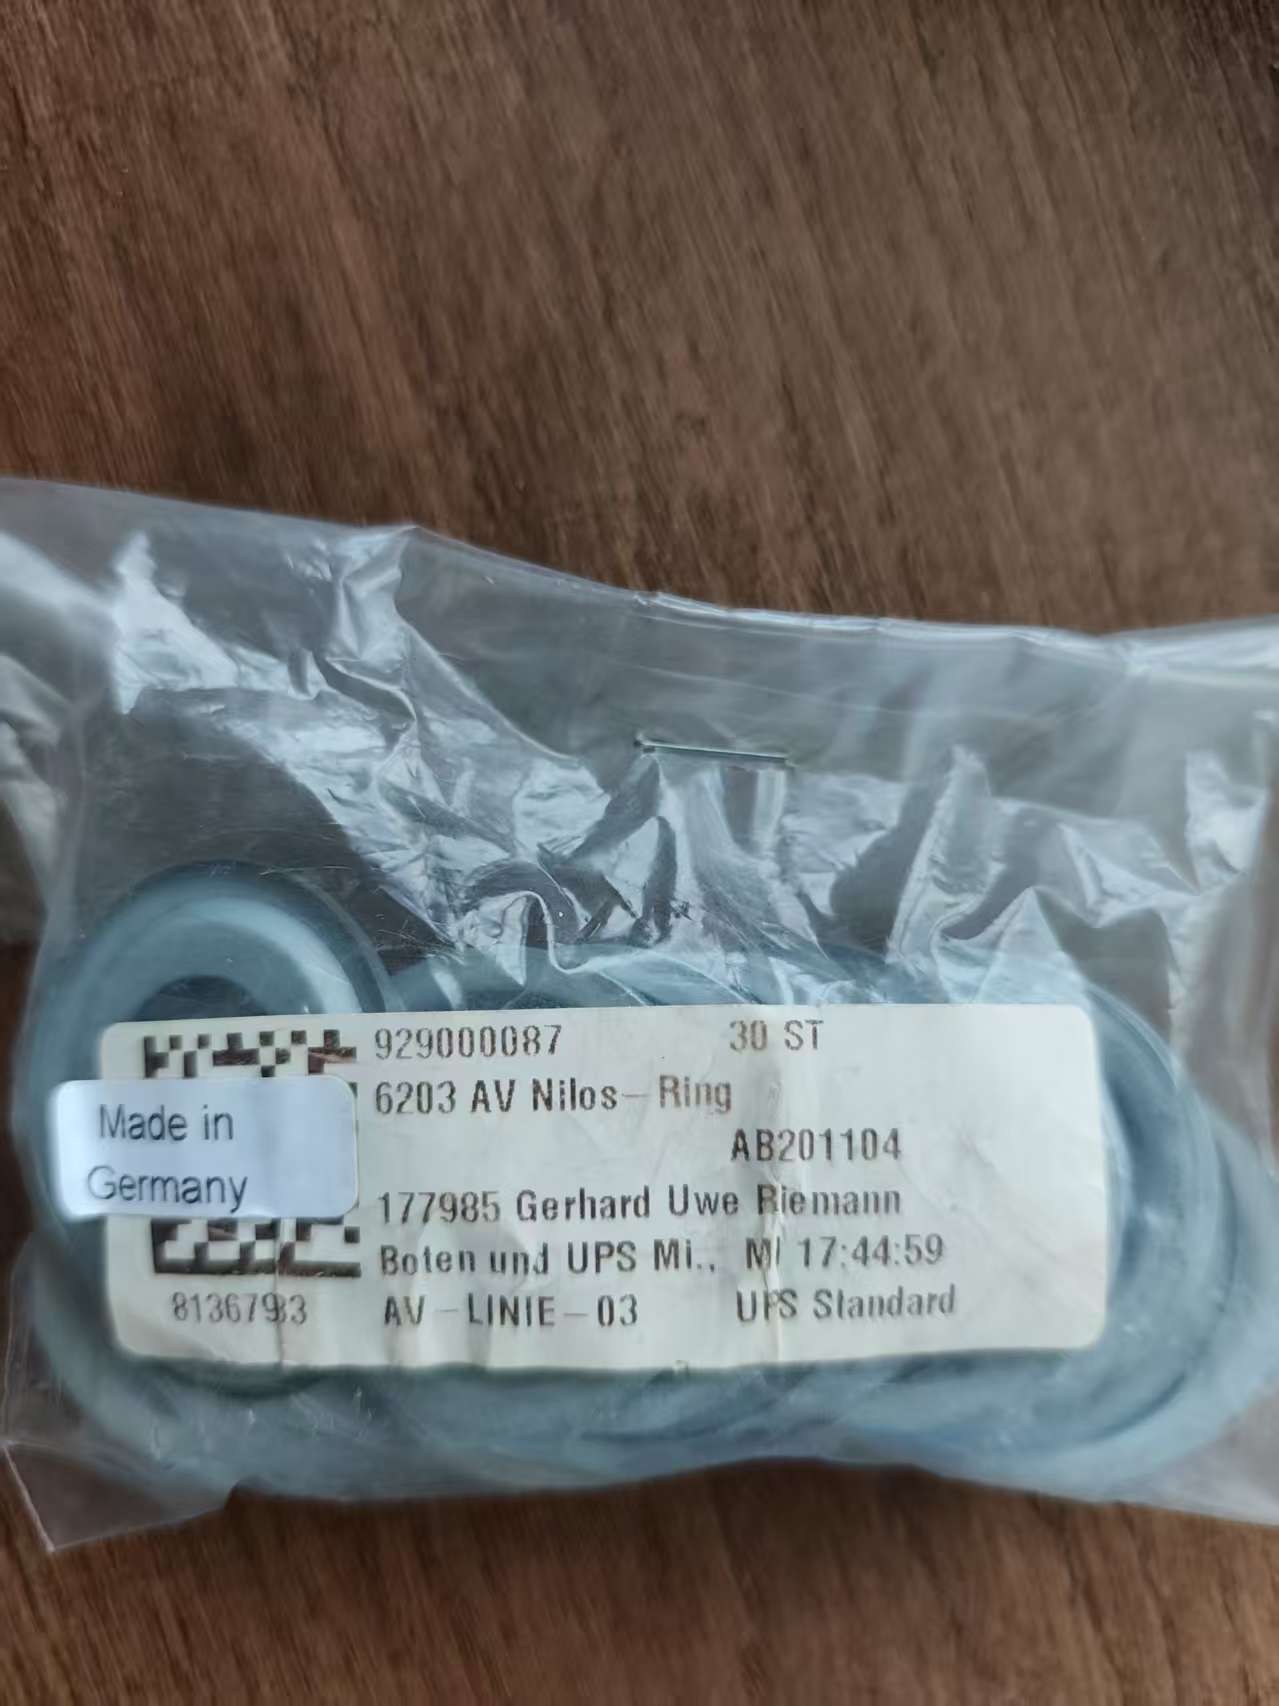 929000087 30 ST
6203 AV Nilos-Ring
AB201104
Made in
Germany
177985 Gerhard Uwe Riemann
Boten und UPS Mi., MI 17:44:59
8136793 AV-LINIE-03 UPS Standard